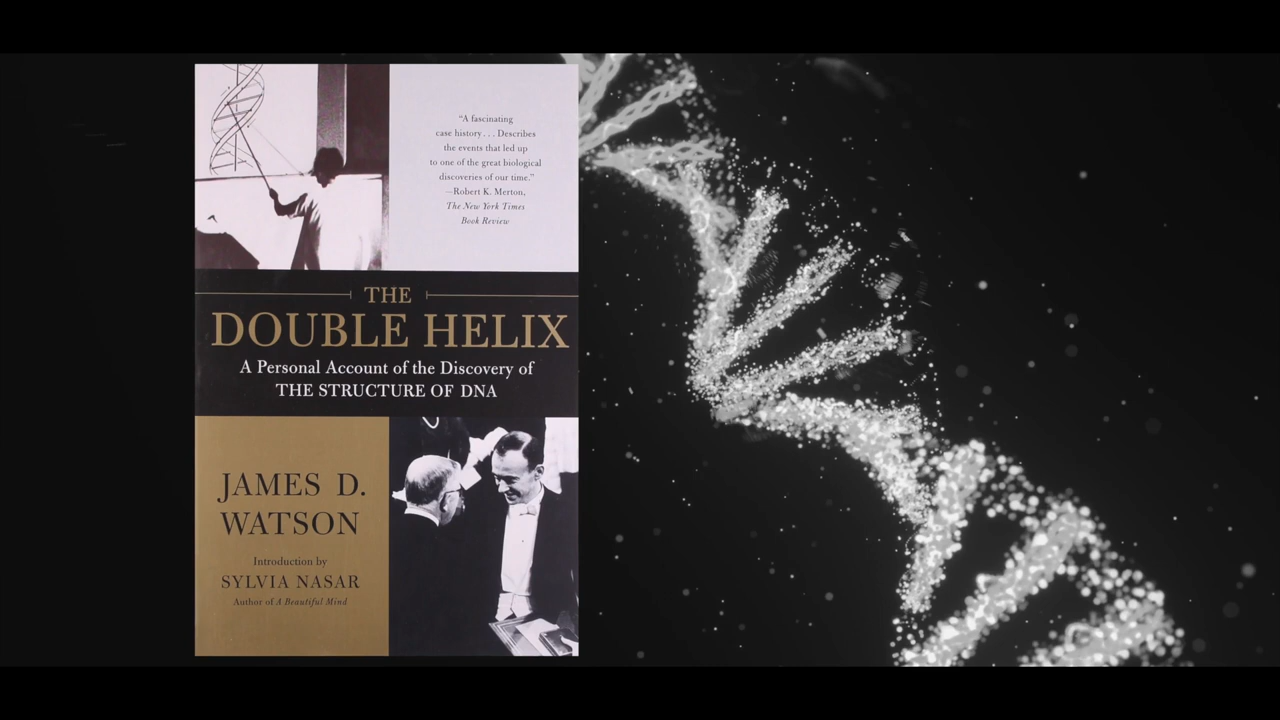 “A fascinating
case history . . . Describes
the events that led up
to one of the great biological
discoveries of our time.”
—Robert K. Merton,
The New York Times
Book Review
THE
DOUBLE HELIX
A Personal Account of the Discovery of
THE STRUCTURE OF DNA
JAMES D.
WATSON
Introduction by
SYLVIA NASAR
Author of A Beautiful Mind